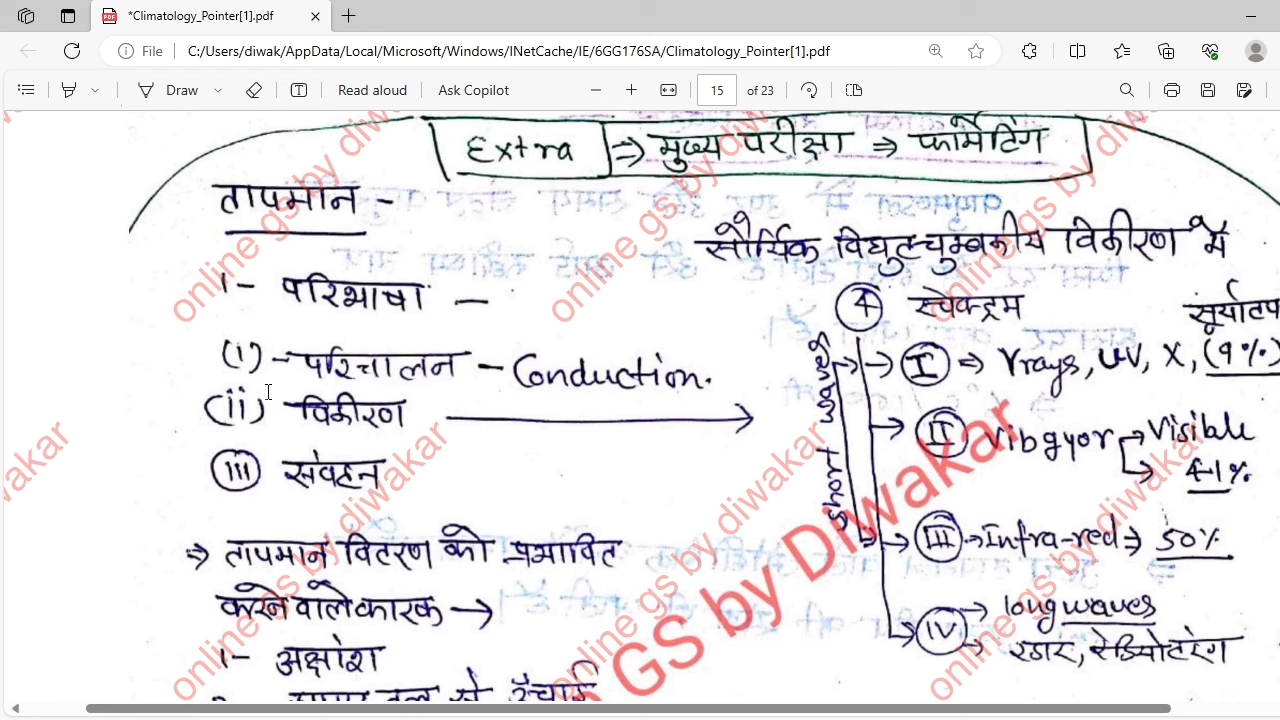 *Climatology_Pointer[1].pdf
File C:/Users/diwak/AppData/Local/Microsoft/Windows/INetCache/IE/6GG176SA/Climatology_Pointer[1].pdf
Draw Read aloud Ask Copilot 15 of 23
Extra ⇒ मुख्य परीक्षा ⇒ फार्मेटिंग
तापमान -
सौर्यिक विद्युत चुम्बकीय विकीरण में
1- परिभाषा —
4 स्पेक्ट्रम सूर्यातप
(i) - परिचालन - Conduction.
I ⇒ γrays, UV, X, (9%)
(ii) विकीरण →
II Vibgyor → Visible
→ 41%
iii संवहन
short waves
III → Infra-red ⇒ 50%
⇒ तापमान वितरण को प्रभावित
करने वाले कारक →
IV → long waves
→ रडार, रेडियो तरंग
1- अक्षांश
online gs by diwakar
GS by Diwakar